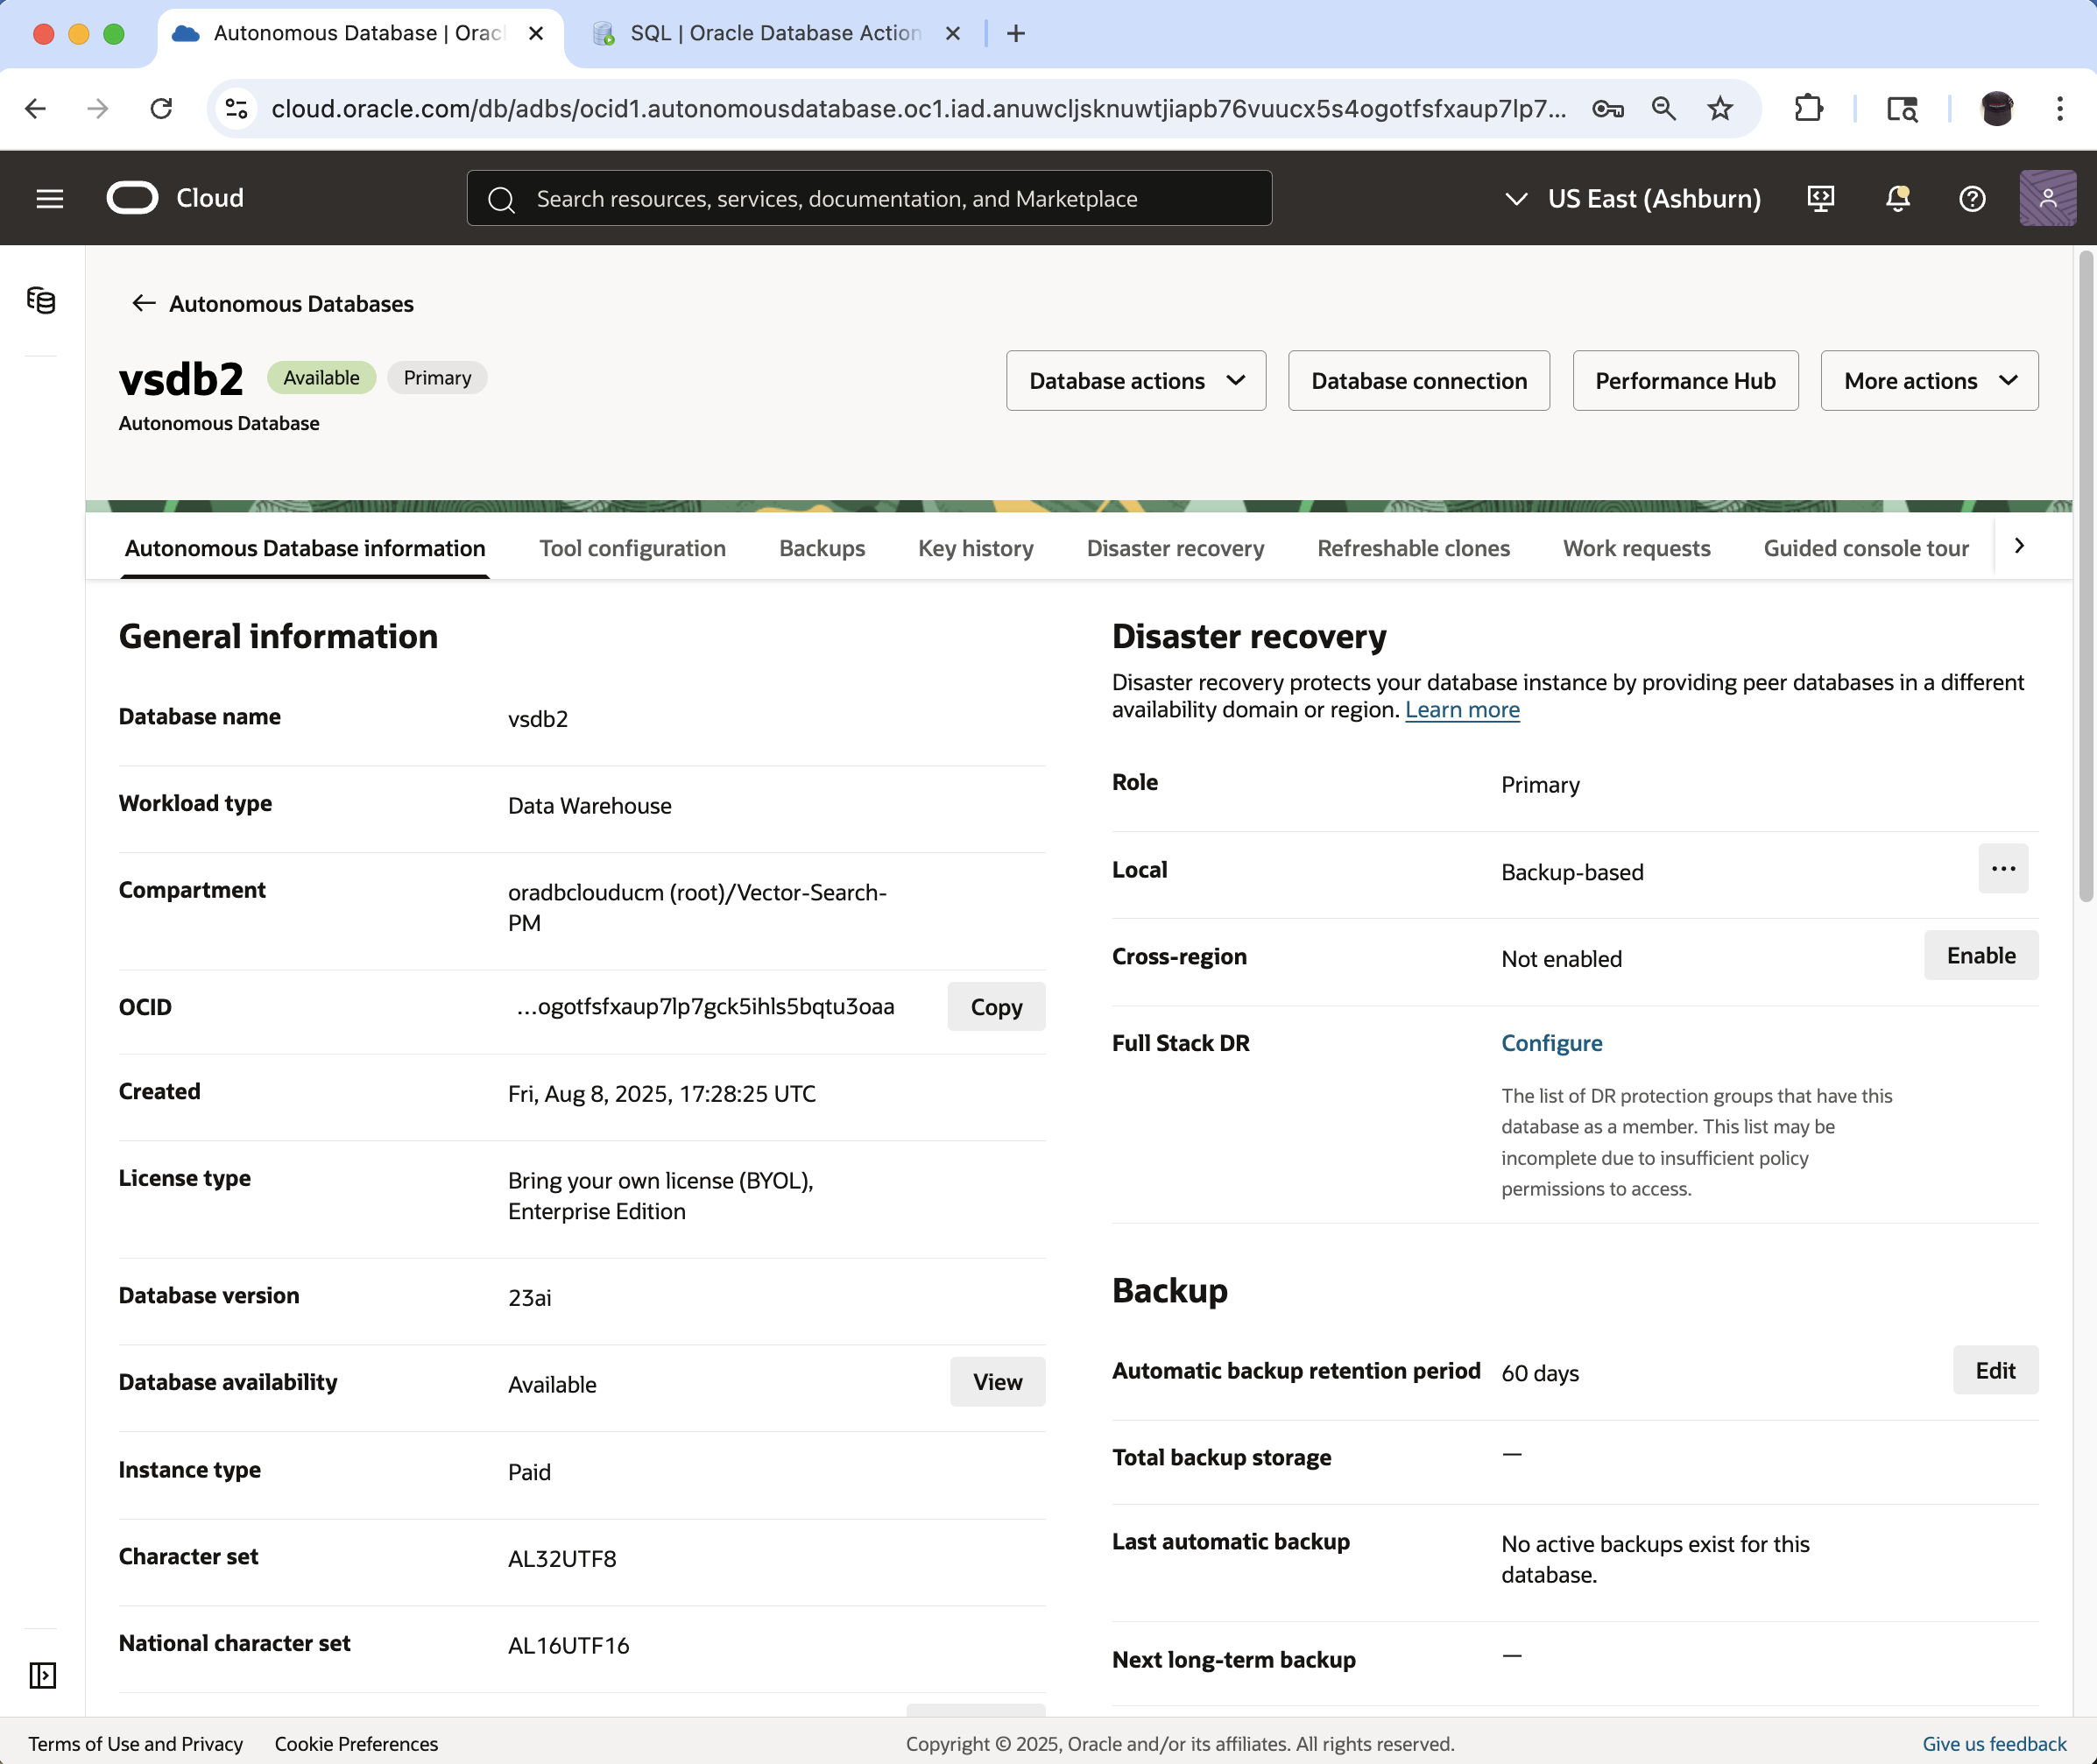 Autonomous Database | Orac
SQL | Oracle Database Action
cloud.oracle.com/db/adbs/ocid1.autonomousdatabase.oc1.iad.anuwcljsknuwtjiapb76vuucx5s4ogotfsfxaup7lp7...
Cloud
Search resources, services, documentation, and Marketplace
US East (Ashburn)
Autonomous Databases
vsdb2
Available
Primary
Autonomous Database
Database actions
Database connection
Performance Hub
More actions
Autonomous Database information
Tool configuration
Backups
Key history
Disaster recovery
Refreshable clones
Work requests
Guided console tour
General information
Database name
vsdb2
Workload type
Data Warehouse
Compartment
oradbclouducm (root)/Vector-Search-
PM
OCID
...ogotfsfxaup7lp7gck5ihls5bqtu3oaa
Copy
Created
Fri, Aug 8, 2025, 17:28:25 UTC
License type
Bring your own license (BYOL),
Enterprise Edition
Database version
23ai
Database availability
Available
View
Instance type
Paid
Character set
AL32UTF8
National character set
AL16UTF16
Disaster recovery
Disaster recovery protects your database instance by providing peer databases in a different
availability domain or region. Learn more
Role
Primary
Local
Backup-based
Cross-region
Not enabled
Enable
Full Stack DR
Configure
The list of DR protection groups that have this
database as a member. This list may be
incomplete due to insufficient policy
permissions to access.
Backup
Automatic backup retention period
60 days
Edit
Total backup storage
—
Last automatic backup
No active backups exist for this
database.
Next long-term backup
—
Terms of Use and Privacy
Cookie Preferences
Copyright © 2025, Oracle and/or its affiliates. All rights reserved.
Give us feedback